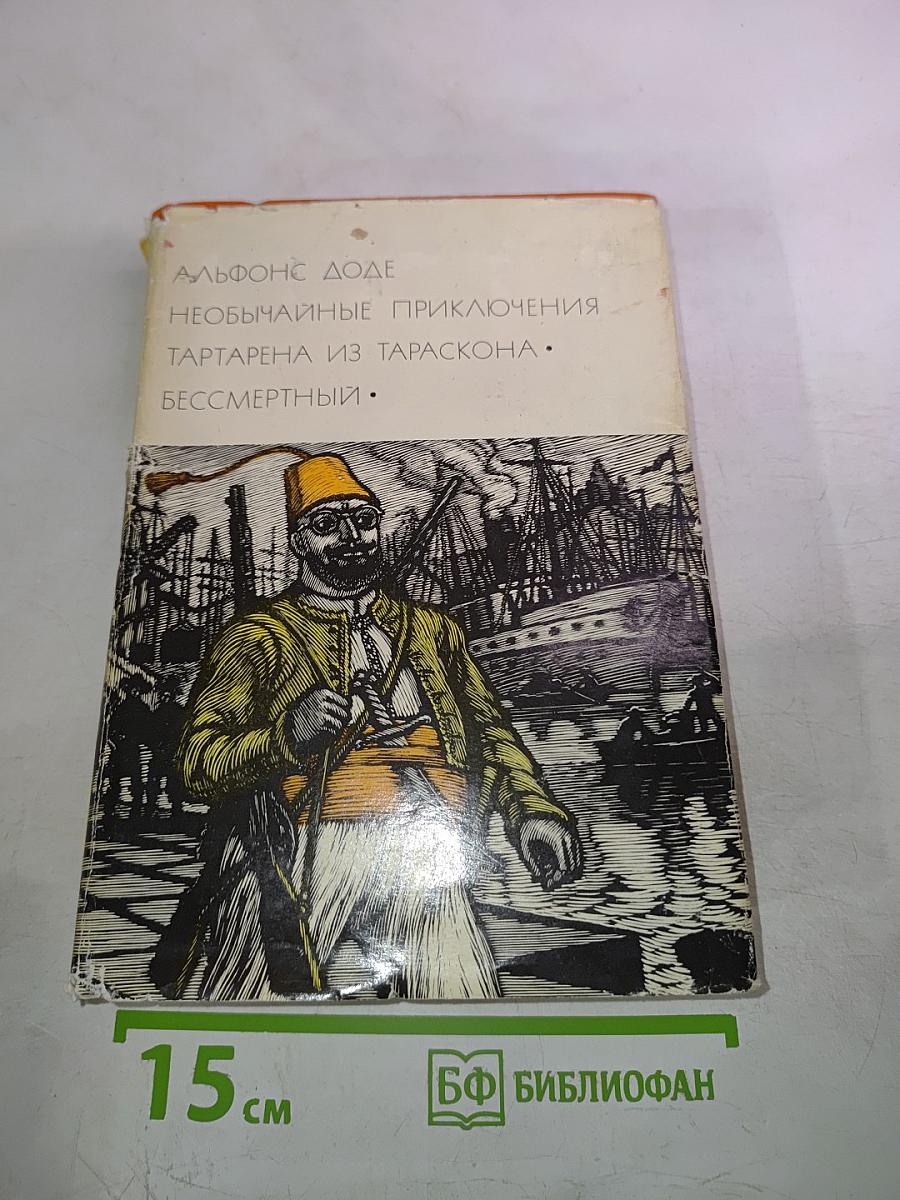 АЛЬФОНС ДОДЕ
НЕОБЫЧАЙНЫЕ ПРИКЛЮЧЕНИЯ
ТАРТАРЕНА ИЗ ТАРАСКОНА •
БЕССМЕРТНЫЙ •
15 см
БФ БИБЛИОФАН